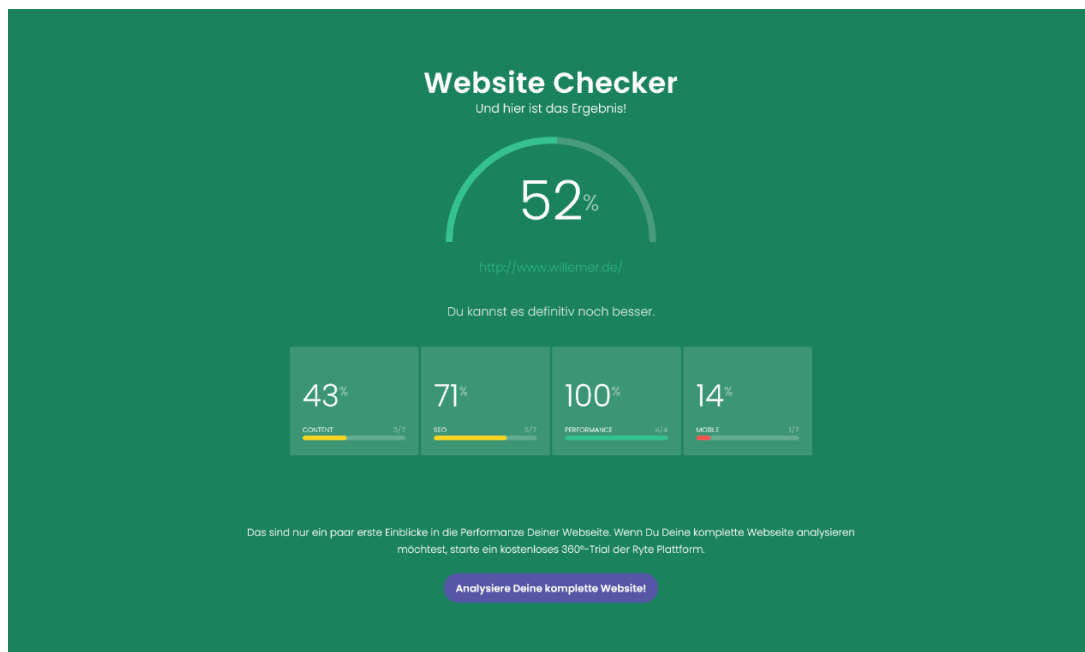 Website Checker
Und hier ist das Ergebnis!
52%
http://www.willemer.de/
Du kannst es definitiv noch besser.
43% 71% 100% 14%
CONTENT 3/7 SEO 5/7 PERFORMANCE 4/4 MOBILE 1/7
Das sind nur ein paar erste Einblicke in die Performanze Deiner Webseite. Wenn Du Deine komplette Webseite analysieren
möchtest, starte ein kostenloses 360°-Trial der Ryte Plattform.
Analysiere Deine komplette Website!